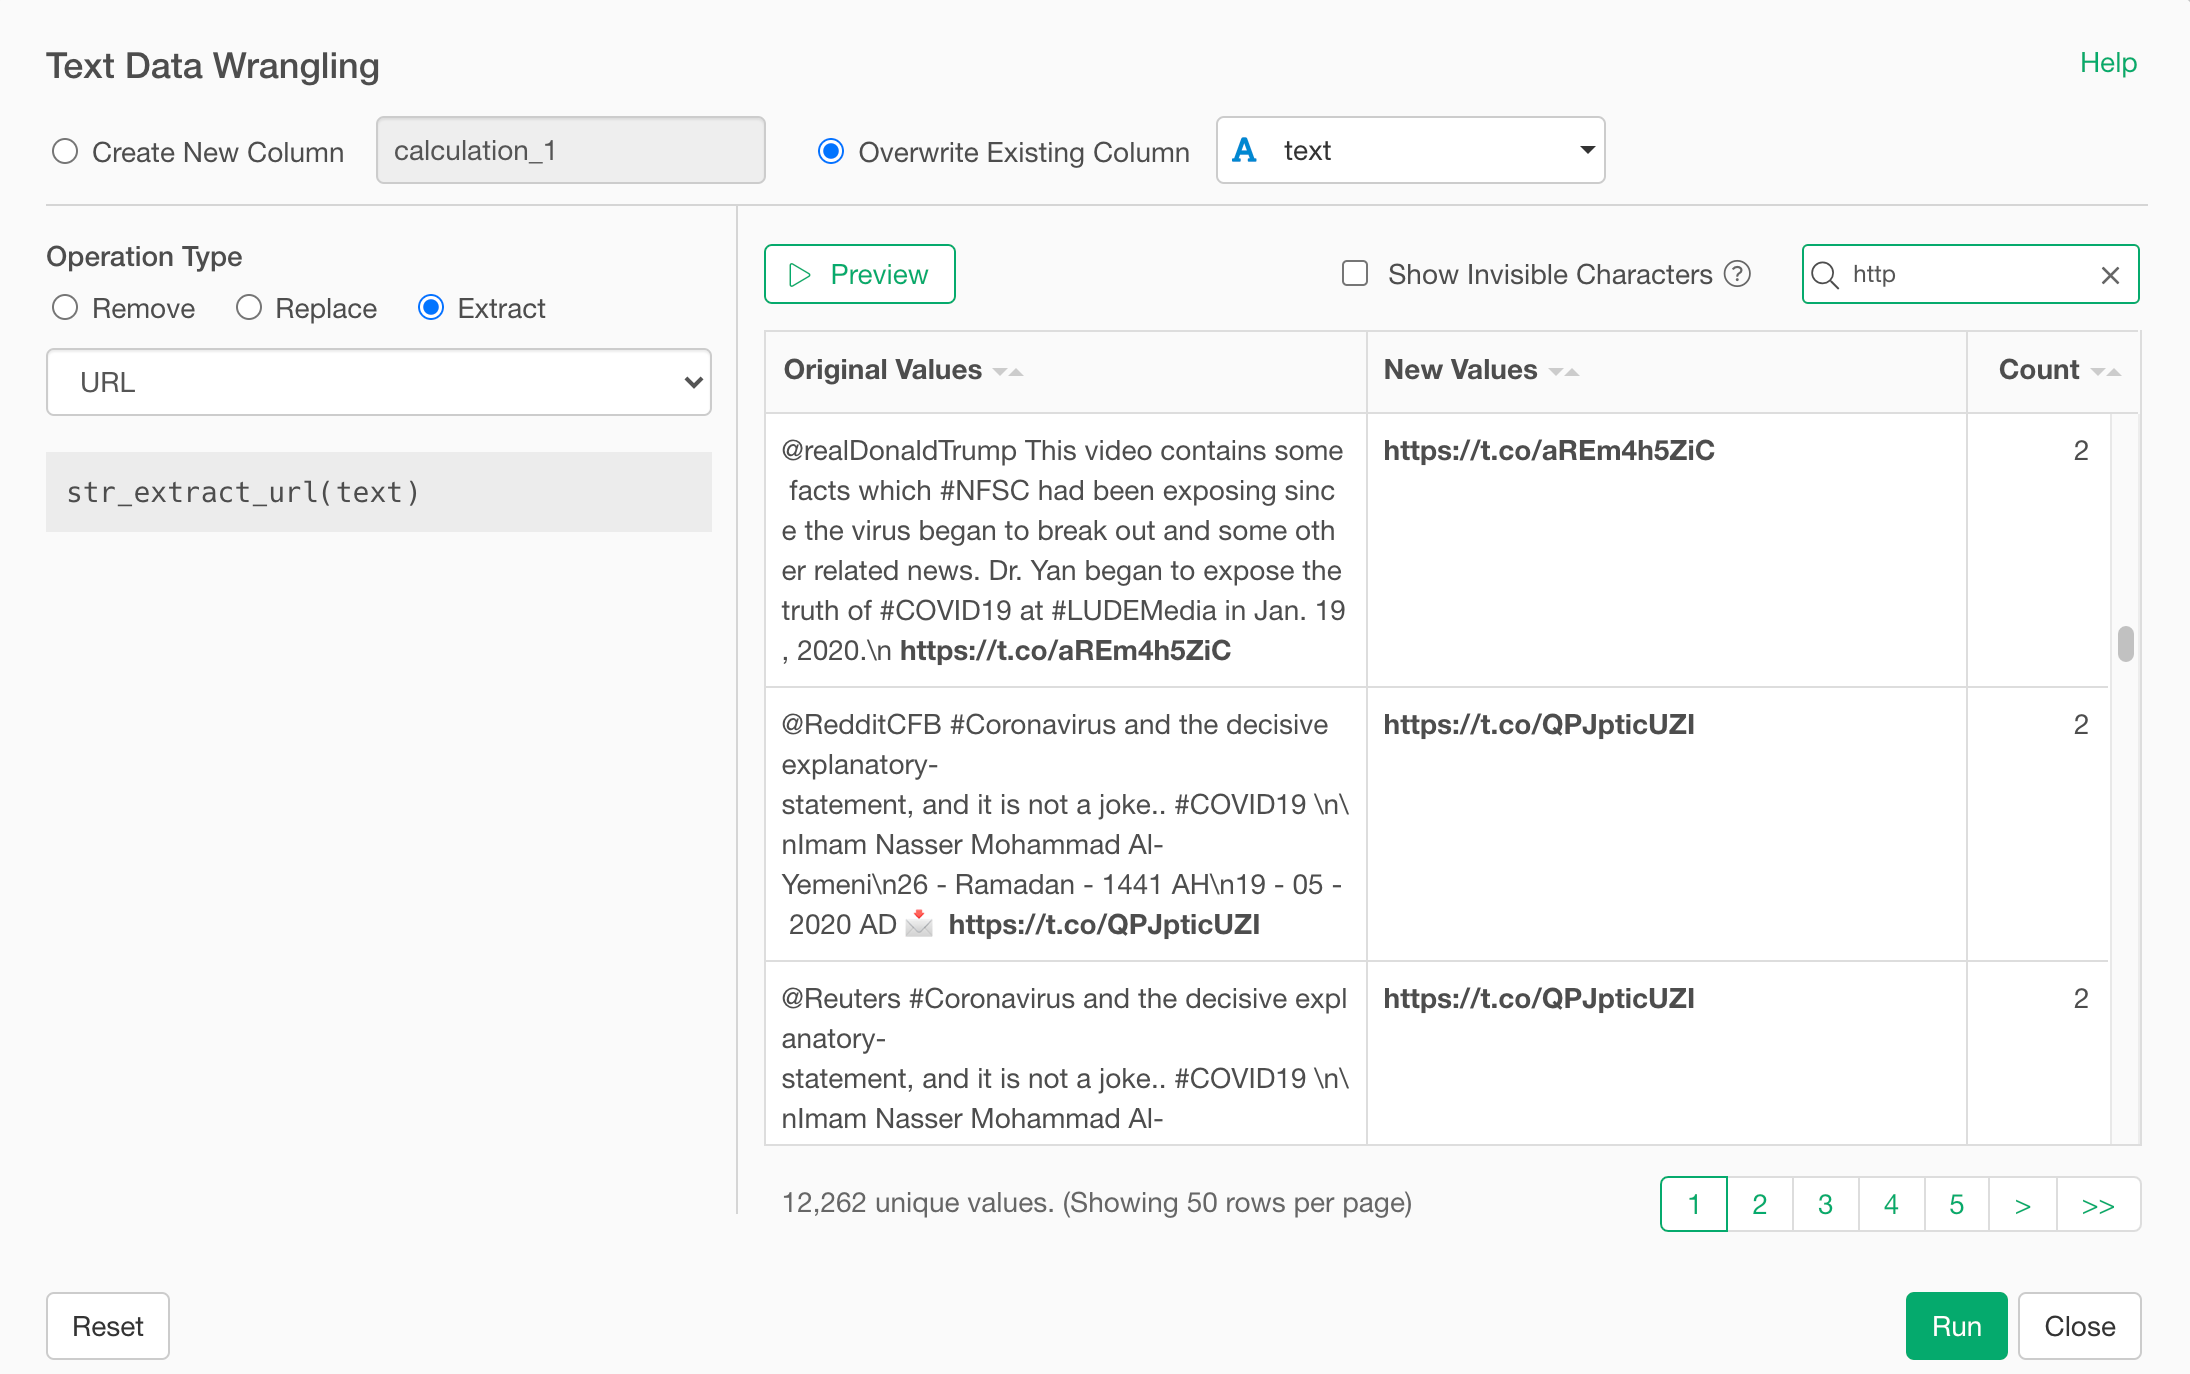 Text Data Wrangling
Help
Create New Column
calculation_1
Overwrite Existing Column
A text
Operation Type
Remove
Replace
Extract
URL
str_extract_url(text)
Preview
Show Invisible Characters ?
http
Original Values
New Values
Count
@realDonaldTrump This video contains some
facts which #NFSC had been exposing sinc
e the virus began to break out and some oth
er related news. Dr. Yan began to expose the
truth of #COVID19 at #LUDEMedia in Jan. 19
, 2020.\n https://t.co/aREm4h5ZiC
https://t.co/aREm4h5ZiC
2
@RedditCFB #Coronavirus and the decisive
explanatory-
statement, and it is not a joke.. #COVID19 \n\
nImam Nasser Mohammad Al-
Yemeni\n26 - Ramadan - 1441 AH\n19 - 05 -
2020 AD 📩 https://t.co/QPJpticUZI
https://t.co/QPJpticUZI
2
@Reuters #Coronavirus and the decisive expl
anatory-
statement, and it is not a joke.. #COVID19 \n\
nImam Nasser Mohammad Al-
https://t.co/QPJpticUZI
2
12,262 unique values. (Showing 50 rows per page)
1 2 3 4 5 > >>
Reset
Run
Close